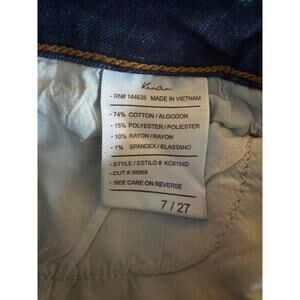 KanCan
· RN# 144635 MADE IN VIETNAM
· 74% COTTON / ALGODON
· 15% POLYESTER / POLIESTER
· 10% RAYON / RAYON
· 1% SPANDEX / ELASTANO
· STYLE / ESTILO # KC9154D
· CUT # 38969
· SEE CARE ON REVERSE
7 / 27